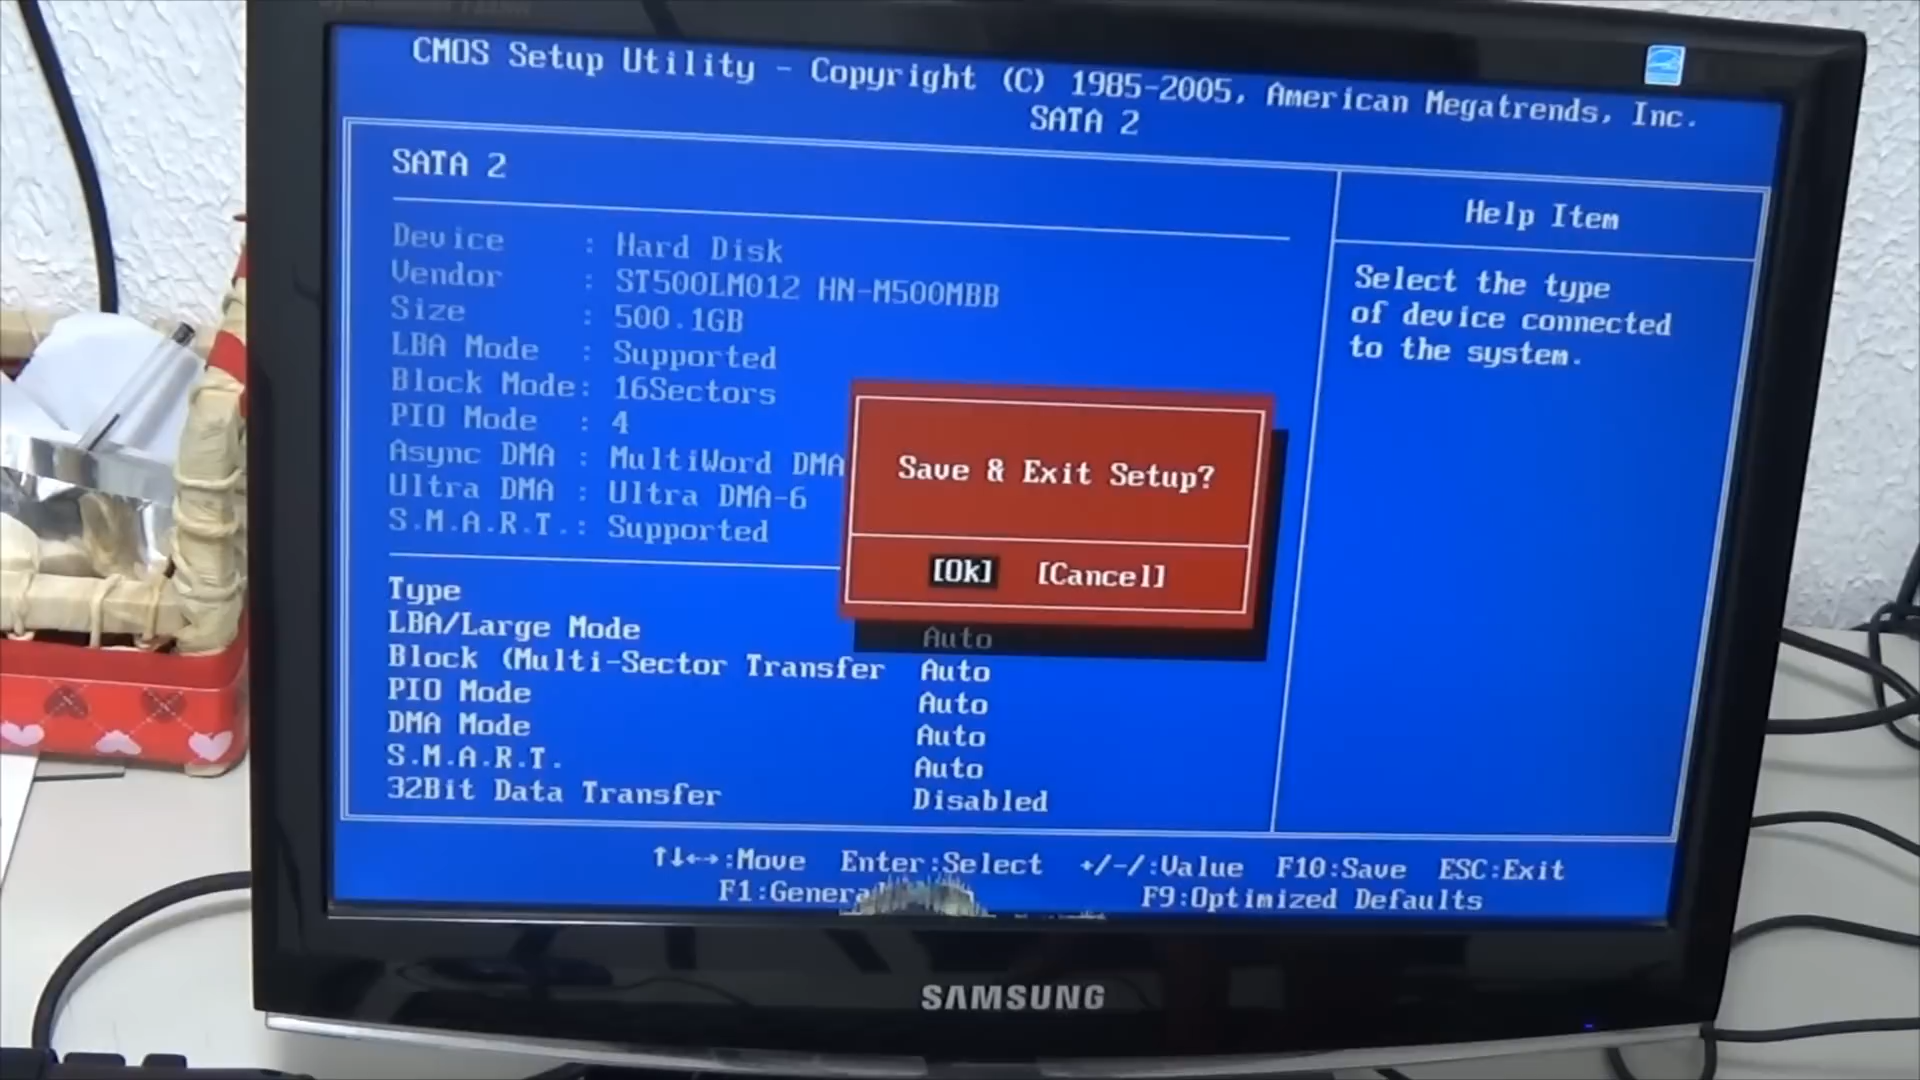 CMOS Setup Utility - Copyright (C) 1985-2005, American Megatrends, Inc.
SATA 2
SATA 2
Help Item
Device : Hard Disk
Vendor : ST500LM012 HN-M500MBB
Size : 500.1GB
LBA Mode : Supported
Block Mode: 16Sectors
PIO Mode : 4
Async DMA : MultiWord DMA
Ultra DMA : Ultra DMA-6
S.M.A.R.T.: Supported
Select the type
of device connected
to the system.
Save & Exit Setup?
[Ok] [Cancel]
Type
LBA/Large Mode Auto
Block (Multi-Sector Transfer Auto
PIO Mode Auto
DMA Mode Auto
S.M.A.R.T. Auto
32Bit Data Transfer Disabled
↑↓←→:Move Enter:Select +/-/:Value F10:Save ESC:Exit
F1:General F9:Optimized Defaults
SAMSUNG